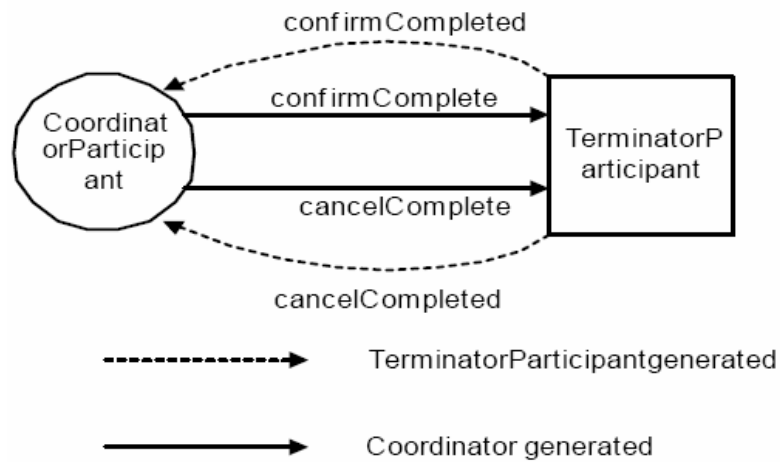 confirmCompleted
confirmComplete
Coordinat
orParticip
ant
TerminatorP
articipant
cancelComplete
cancelCompleted
TerminatorParticipantgenerated
Coordinator generated